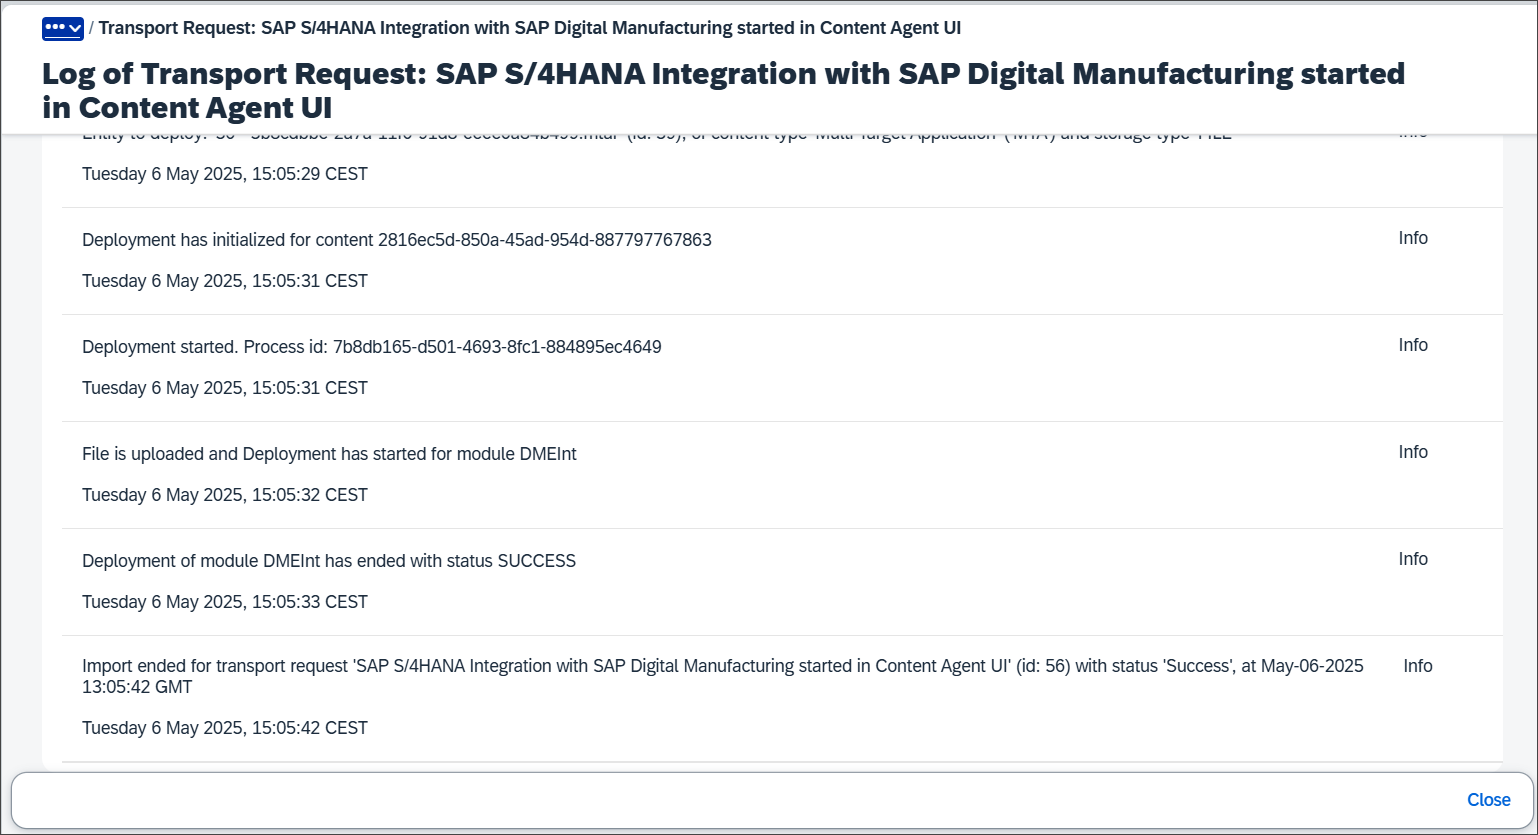 / Transport Request: SAP S/4HANA Integration with SAP Digital Manufacturing started in Content Agent UI
Log of Transport Request: SAP S/4HANA Integration with SAP Digital Manufacturing started
in Content Agent UI
Tuesday 6 May 2025, 15:05:29 CEST
Deployment has initialized for content 2816ec5d-850a-45ad-954d-887797767863 Info
Tuesday 6 May 2025, 15:05:31 CEST
Deployment started. Process id: 7b8db165-d501-4693-8fc1-884895ec4649 Info
Tuesday 6 May 2025, 15:05:31 CEST
File is uploaded and Deployment has started for module DMEInt Info
Tuesday 6 May 2025, 15:05:32 CEST
Deployment of module DMEInt has ended with status SUCCESS Info
Tuesday 6 May 2025, 15:05:33 CEST
Import ended for transport request 'SAP S/4HANA Integration with SAP Digital Manufacturing started in Content Agent UI' (id: 56) with status 'Success', at May-06-2025 Info
13:05:42 GMT
Tuesday 6 May 2025, 15:05:42 CEST
Close